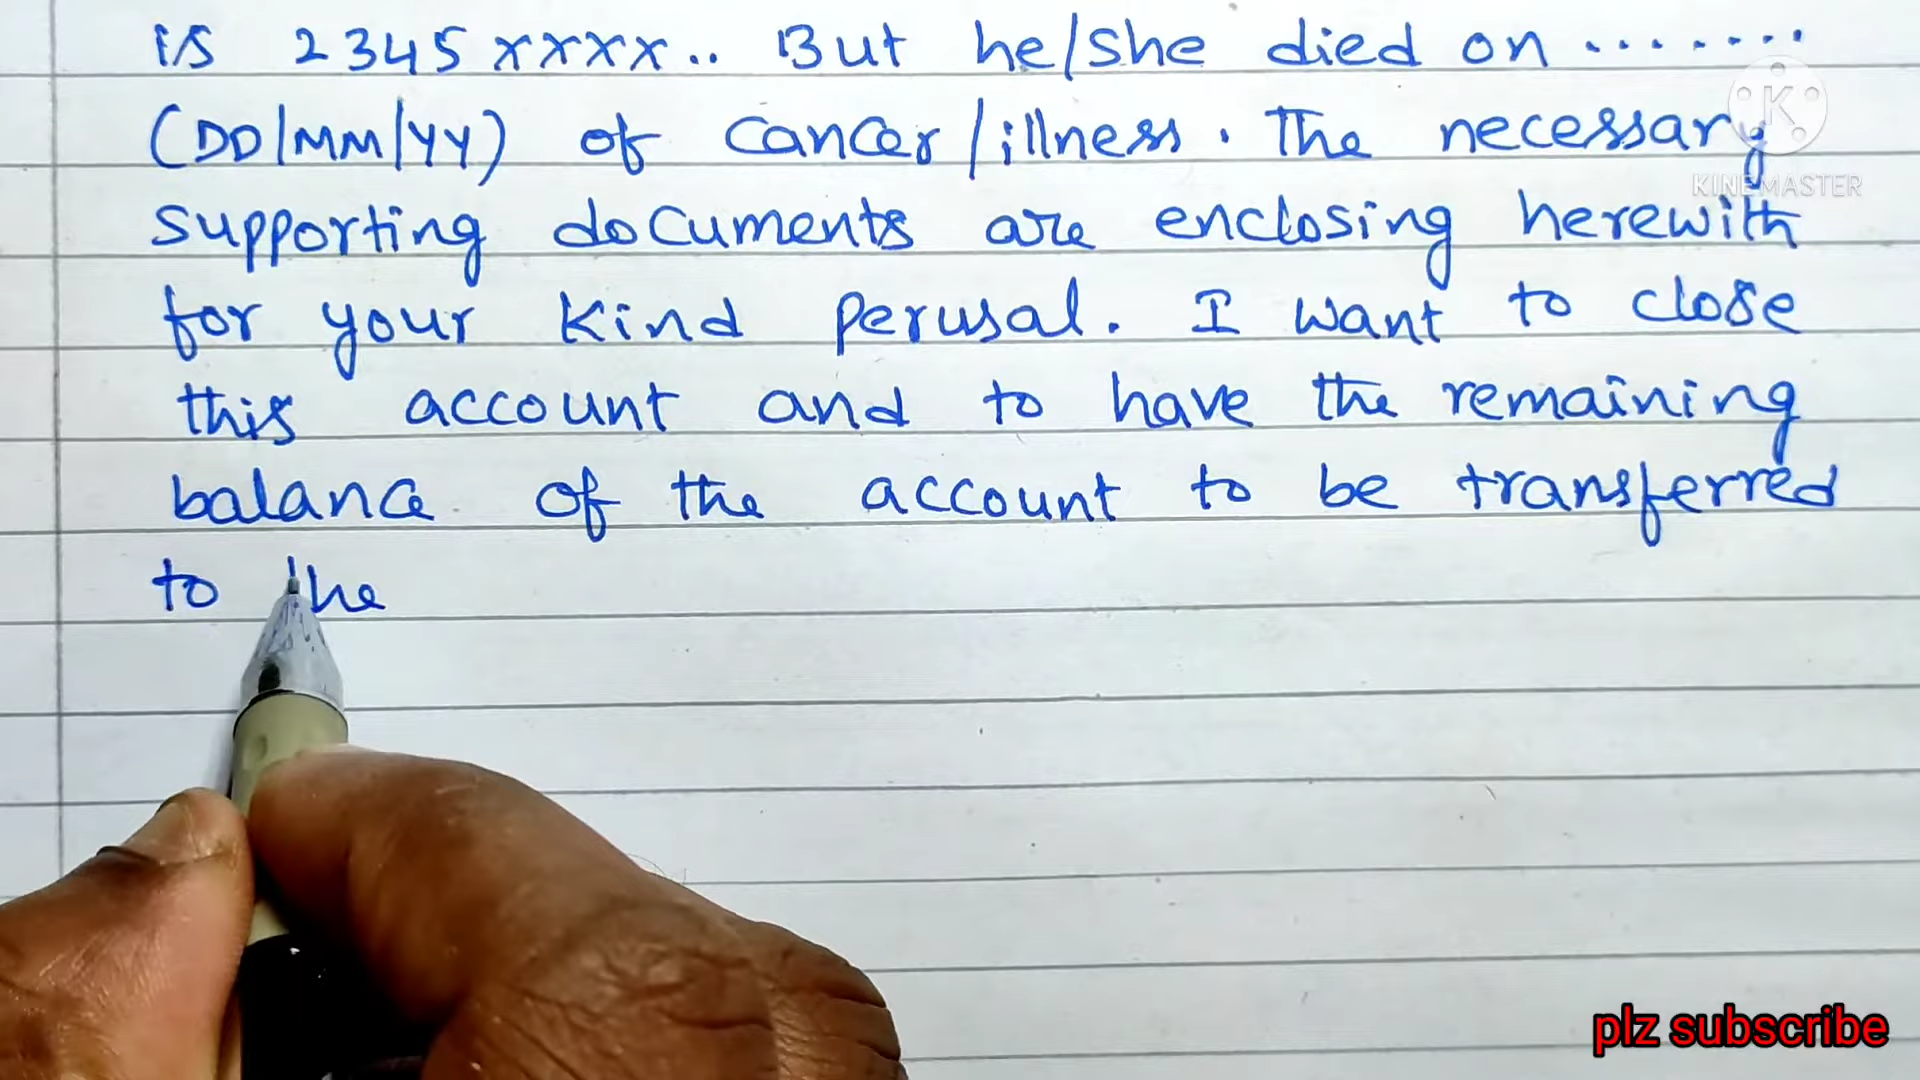 is 2345xxxx.. But he/she died on .......
(DD/MM/YY) of cancer/illness. The necessary
supporting documents are enclosing herewith
for your kind perusal. I want to close
this account and to have the remaining
balance of the account to be transferred
to the
K
KINEMASTER
plz subscribe